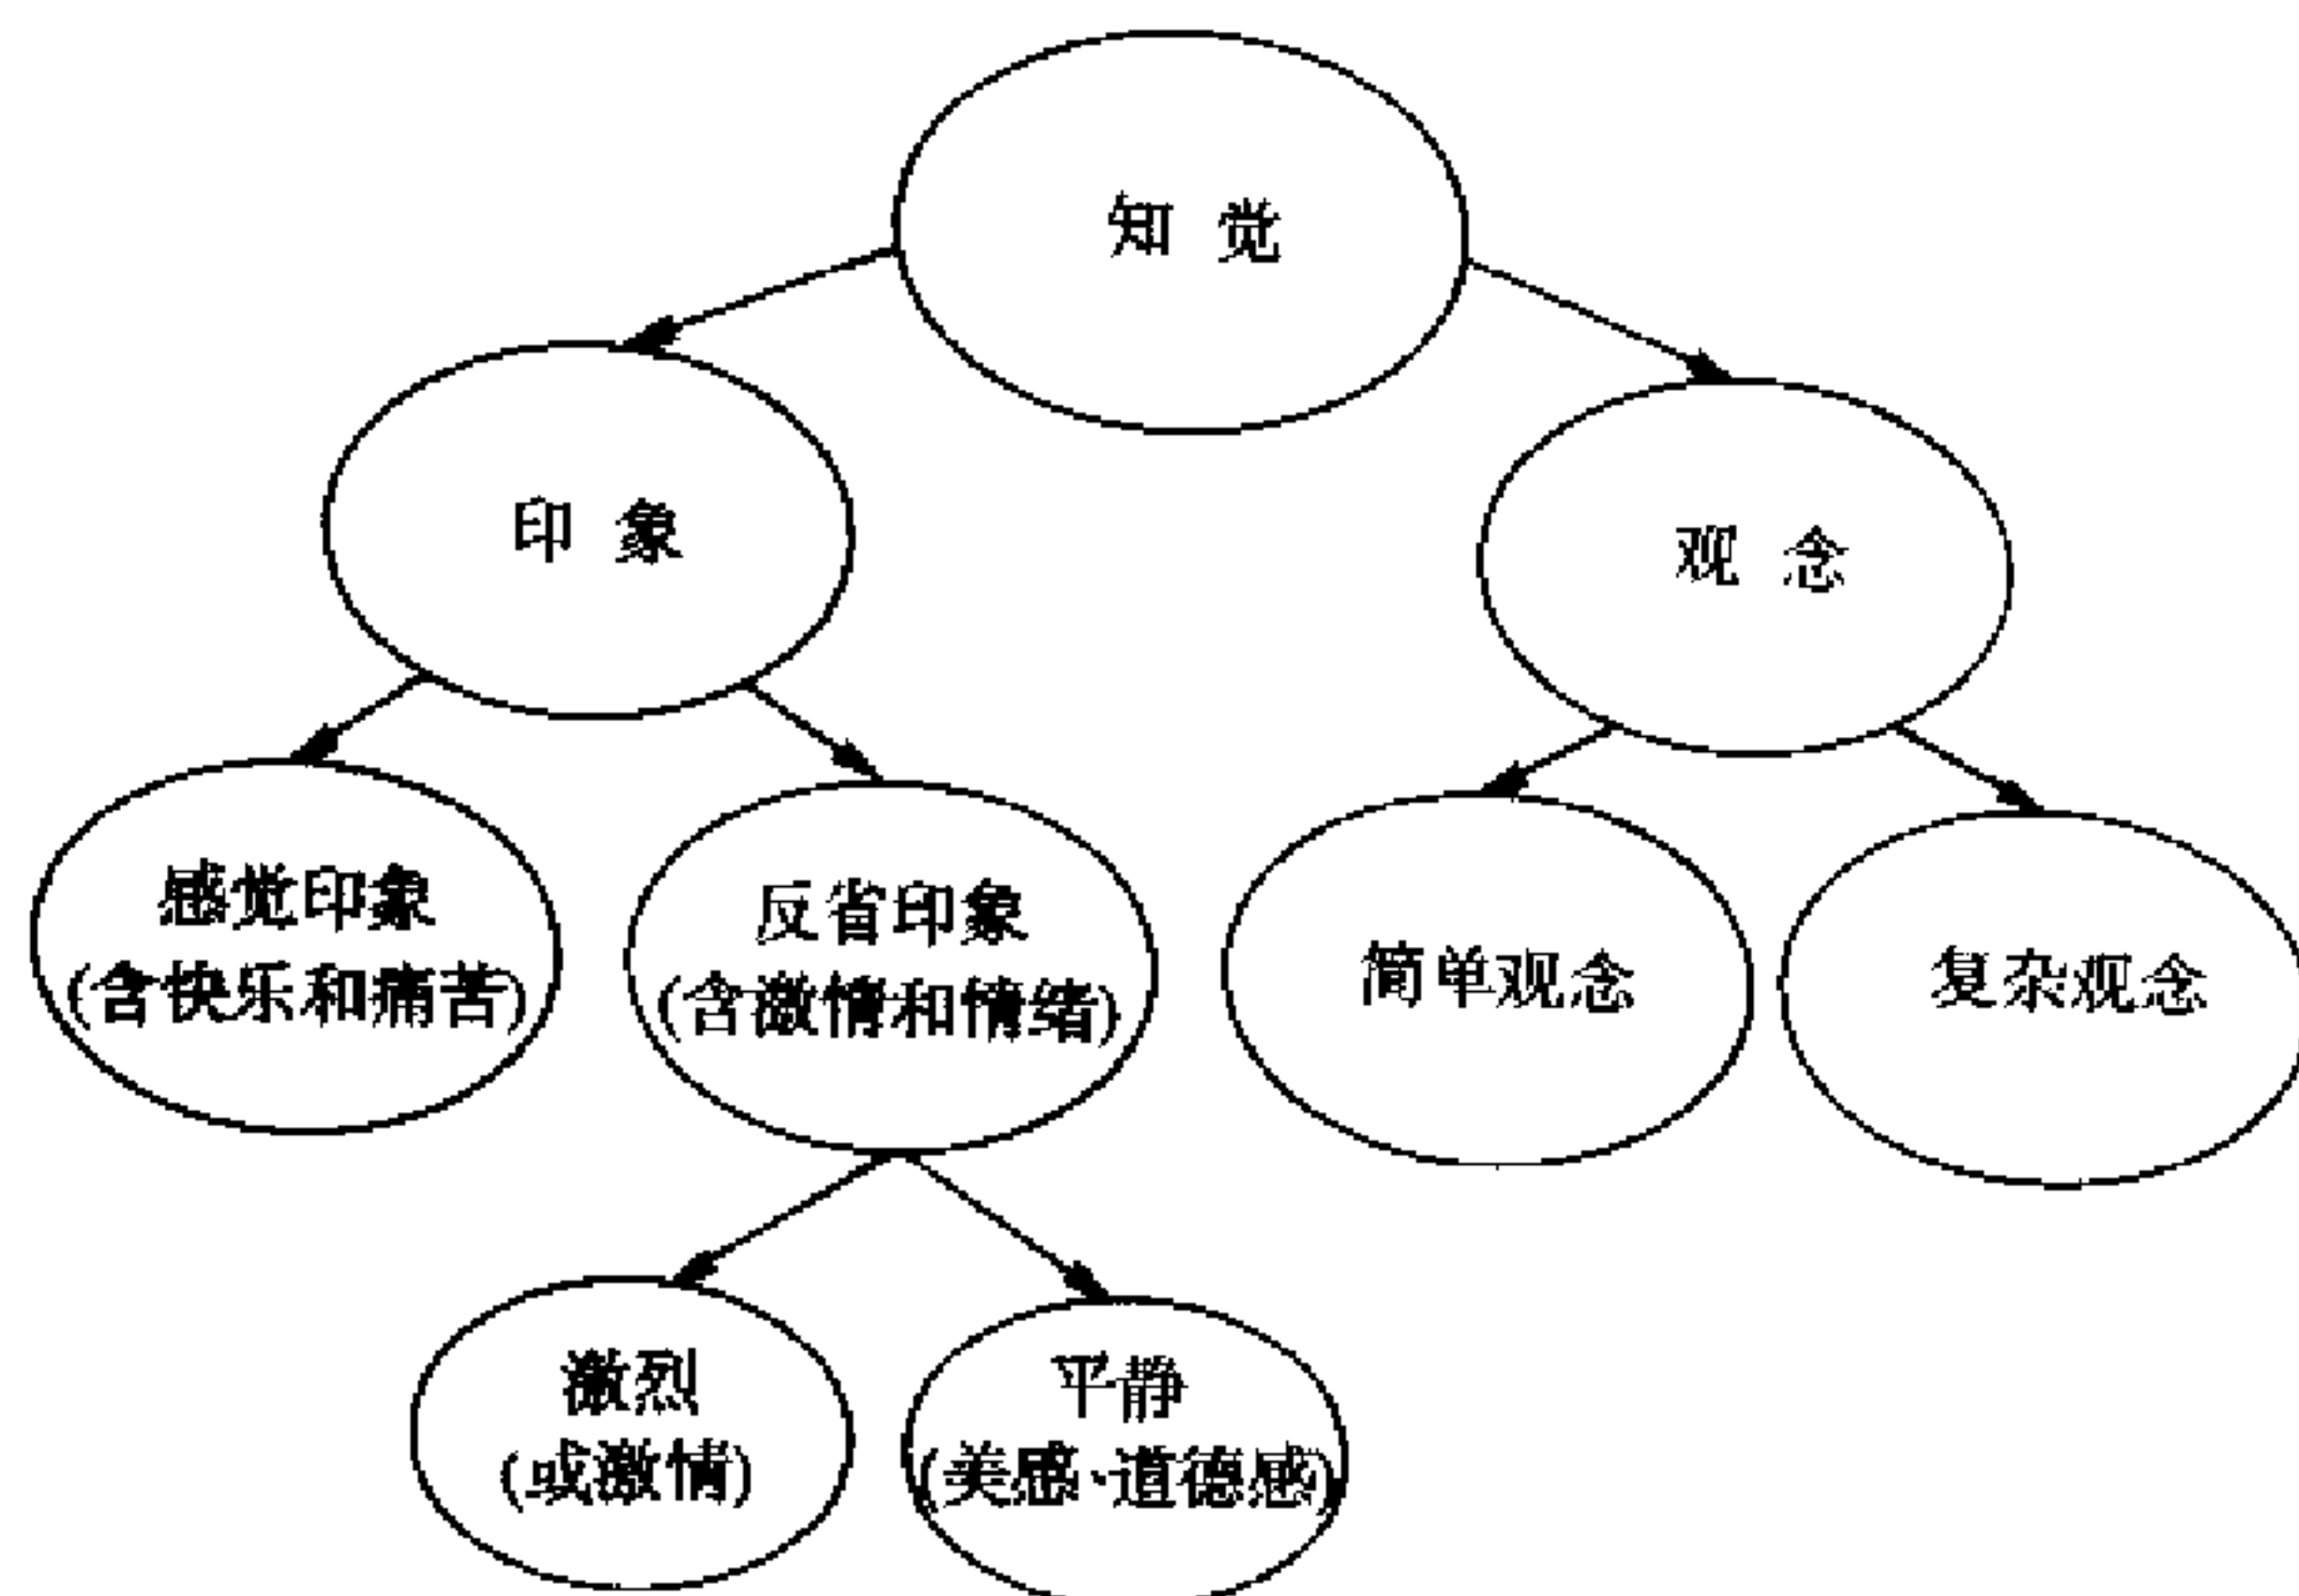 知 觉
印 象
观 念
感觉印象
(含快乐和痛苦)
反省印象
(含激情和情绪)
简单观念
复杂观念
激烈
(或激情)
平静
(美感·道德感)